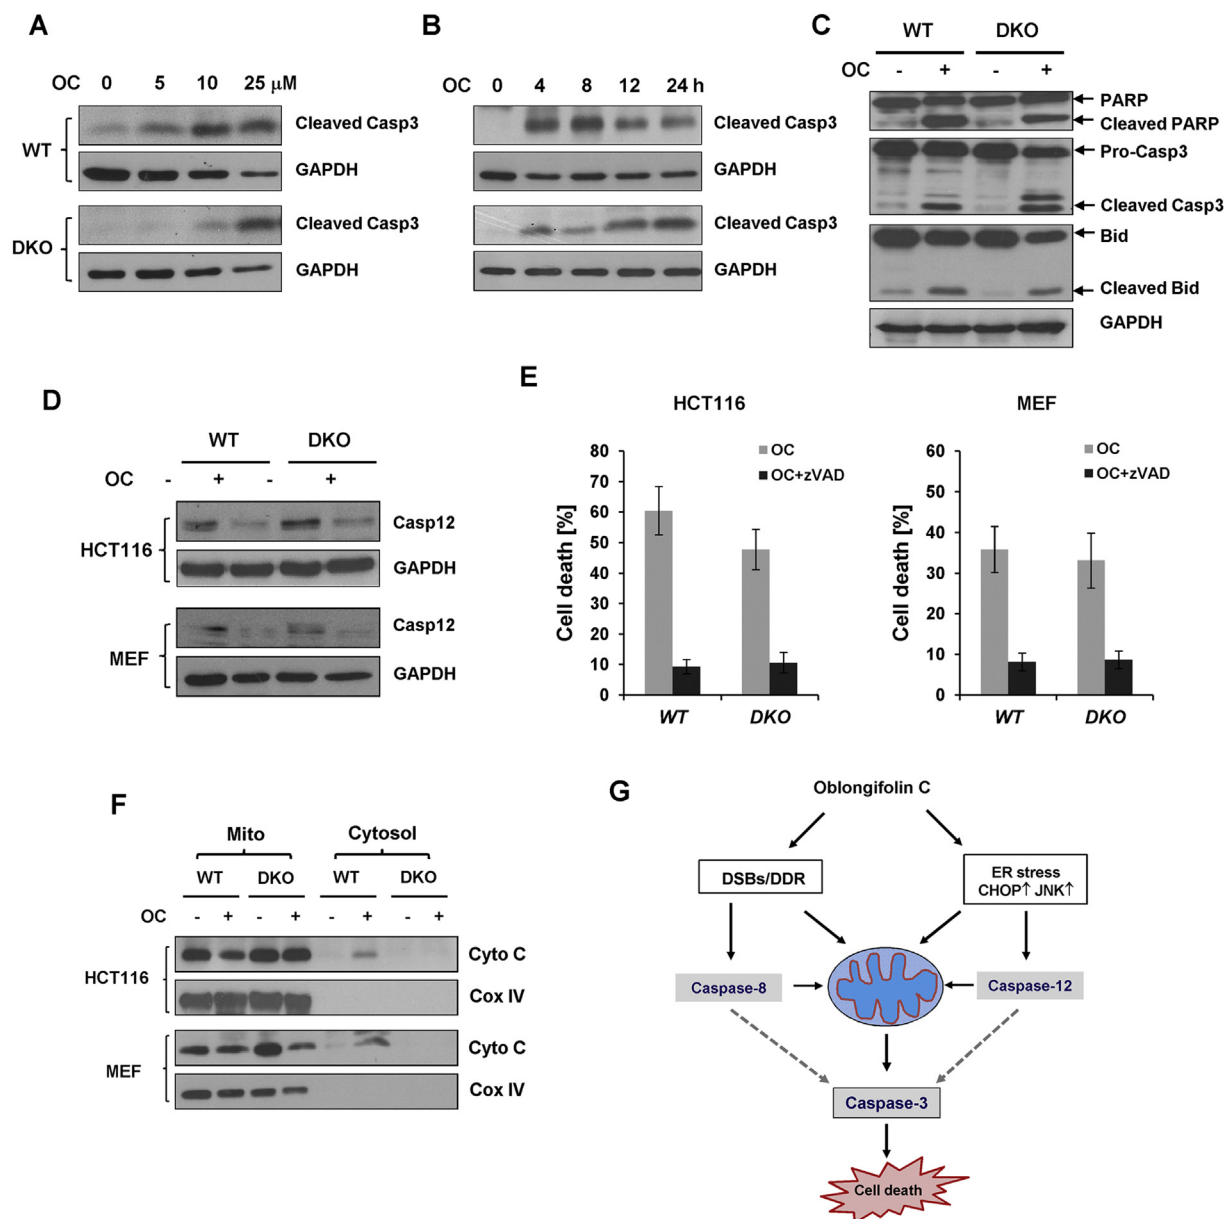 A
OC 0 5 10 25 μM
WT
Cleaved Casp3
GAPDH
DKO
Cleaved Casp3
GAPDH
B
OC 0 4 8 12 24 h
Cleaved Casp3
GAPDH
Cleaved Casp3
GAPDH
C
WT DKO
OC - + - +
PARP
Cleaved PARP
Pro-Casp3
Cleaved Casp3
Bid
Cleaved Bid
GAPDH
D
WT DKO
OC - + - +
HCT116
Casp12
GAPDH
MEF
Casp12
GAPDH
E
HCT116
Cell death [%]
80
70
60
50
40
30
20
10
0
OC
OC+zVAD
WT DKO
MEF
Cell death [%]
60
50
40
30
20
10
0
OC
OC+zVAD
WT DKO
F
Mito Cytosol
WT DKO WT DKO
OC - + - + - + - +
HCT116
Cyto C
Cox IV
MEF
Cyto C
Cox IV
G
Oblongifolin C
DSBs/DDR
ER stress
CHOP↑ JNK↑
Caspase-8
Caspase-12
Caspase-3
Cell death